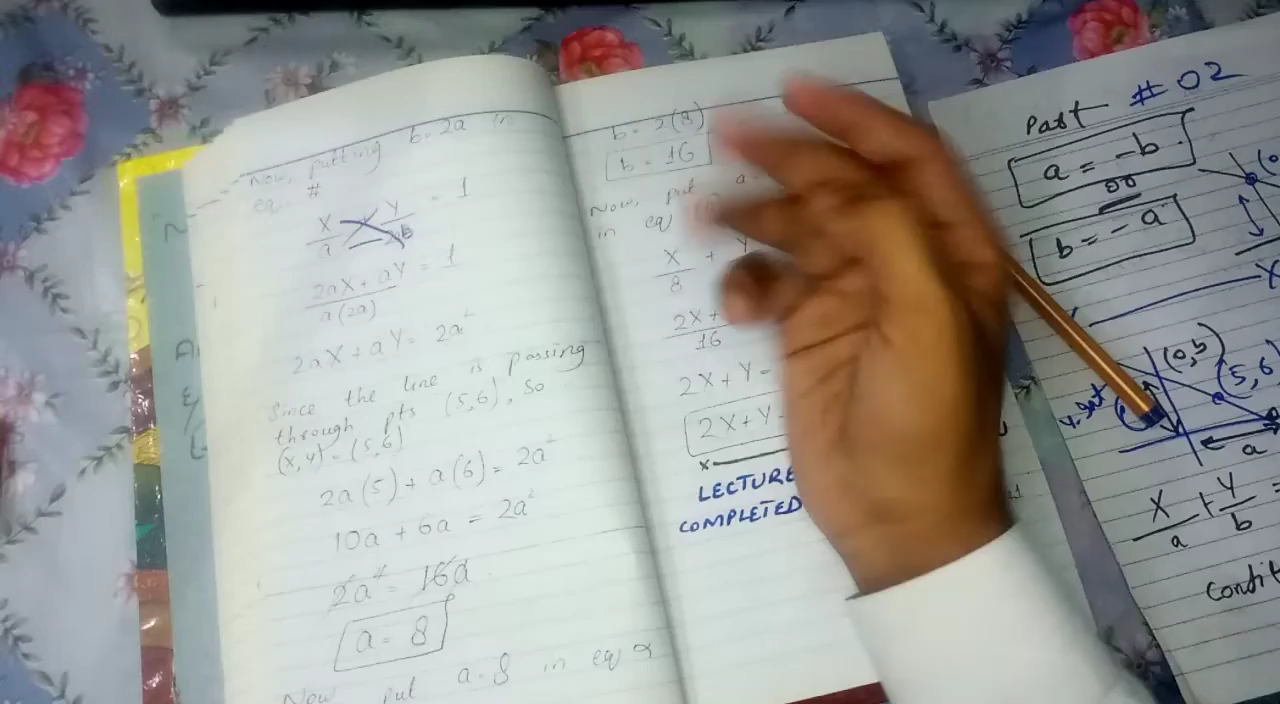 Now, putting b=2a in
eq #
X/a Y/b = 1
2aX + aY / a(2a) = 1
2aX + aY = 2a²
Since the line is passing
through pts (5,6), so
(x,y) = (5,6)
2a(5) + a(6) = 2a²
10a + 6a = 2a²
2a² = 16a
a = 8
Now put a=8 in eq α
b = 2(8)
b = 16
Now, put a
in eq
X/8 + Y
2X+ / 16
2X + Y =
2X + Y
LECTURE
COMPLETED
Part # 02
a = -b
or
b = -a
(0,b)
(5,6
a
X/a + Y/b =
Condit